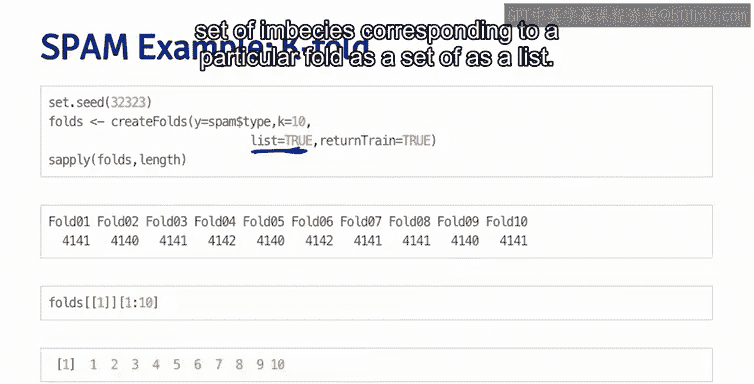 SPAM Example: K-fold
set of imbecies corresponding to a
particular fold as a set of as a list.
set.seed(32323)
folds <- createFolds(y=spam$type,k=10,
list=TRUE,returnTrain=TRUE)
sapply(folds,length)
Fold01 Fold02 Fold03 Fold04 Fold05 Fold06 Fold07 Fold08 Fold09 Fold10
4141 4140 4141 4142 4140 4142 4141 4141 4140 4141
folds[[1]][1:10]
[1] 1 2 3 4 5 6 7 8 9 10